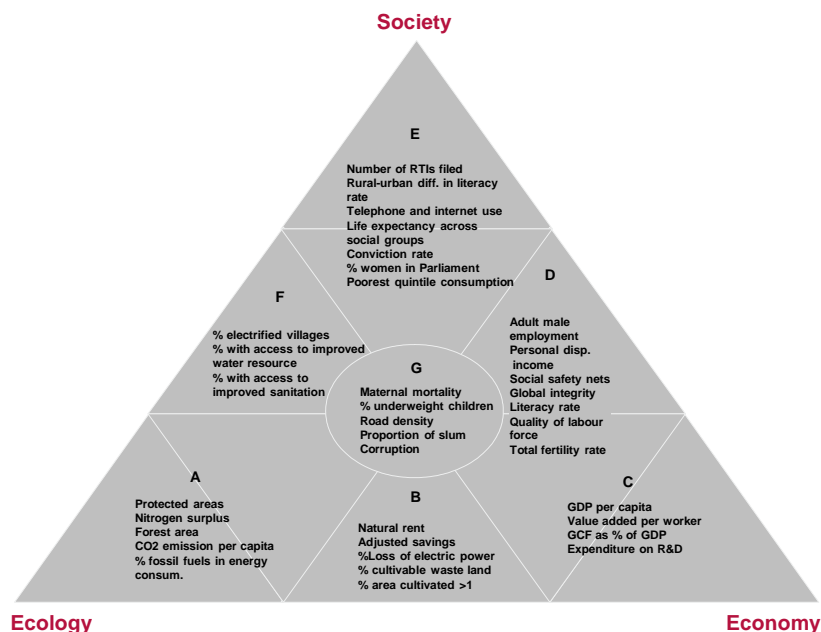 Society
E
Number of RTIs filed
Rural-urban diff. in literacy
rate
Telephone and internet use
Life expectancy across
social groups
Conviction rate
% women in Parliament
Poorest quintile consumption
D
Adult male
employment
Personal disp.
income
Social safety nets
Global integrity
Literacy rate
Quality of labour
force
Total fertility rate
F
% electrified villages
% with access to improved
water resource
% with access to
improved sanitation
G
Maternal mortality
% underweight children
Road density
Proportion of slum
Corruption
A
Protected areas
Nitrogen surplus
Forest area
CO2 emission per capita
% fossil fuels in energy
consum.
B
Natural rent
Adjusted savings
%Loss of electric power
% cultivable waste land
% area cultivated >1
C
GDP per capita
Value added per worker
GCF as % of GDP
Expenditure on R&D
Ecology
Economy